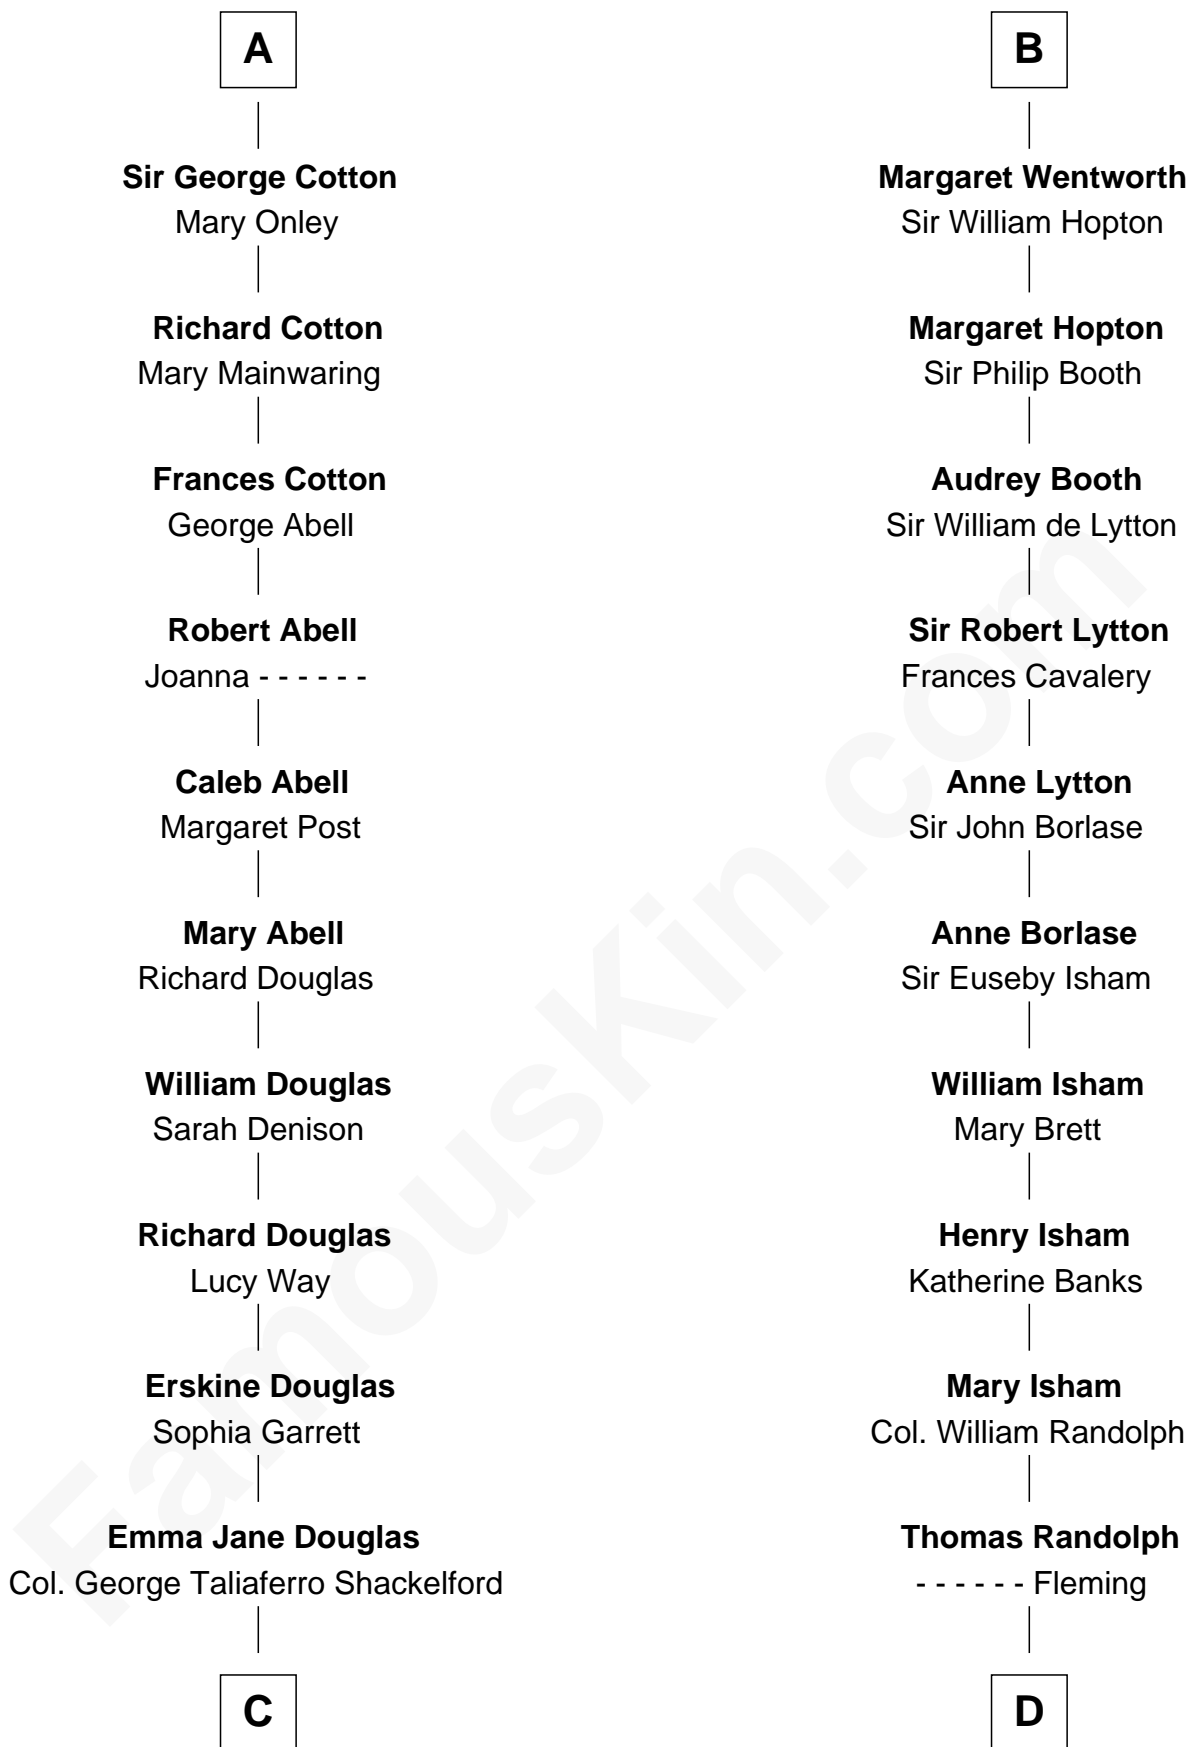 A
Sir George Cotton
Mary Onley
Richard Cotton
Mary Mainwaring
Frances Cotton
George Abell
Robert Abell
Joanna - - - - - -
Caleb Abell
Margaret Post
Mary Abell
Richard Douglas
William Douglas
Sarah Denison
Richard Douglas
Lucy Way
Erskine Douglas
Sophia Garrett
Emma Jane Douglas
Col. George Taliaferro Shackelford
C
B
Margaret Wentworth
Sir William Hopton
Margaret Hopton
Sir Philip Booth
Audrey Booth
Sir William de Lytton
Sir Robert Lytton
Frances Cavalery
Anne Lytton
Sir John Borlase
Anne Borlase
Sir Euseby Isham
William Isham
Mary Brett
Henry Isham
Katherine Banks
Mary Isham
Col. William Randolph
Thomas Randolph
- - - - - - Fleming
D
FamousKin.com